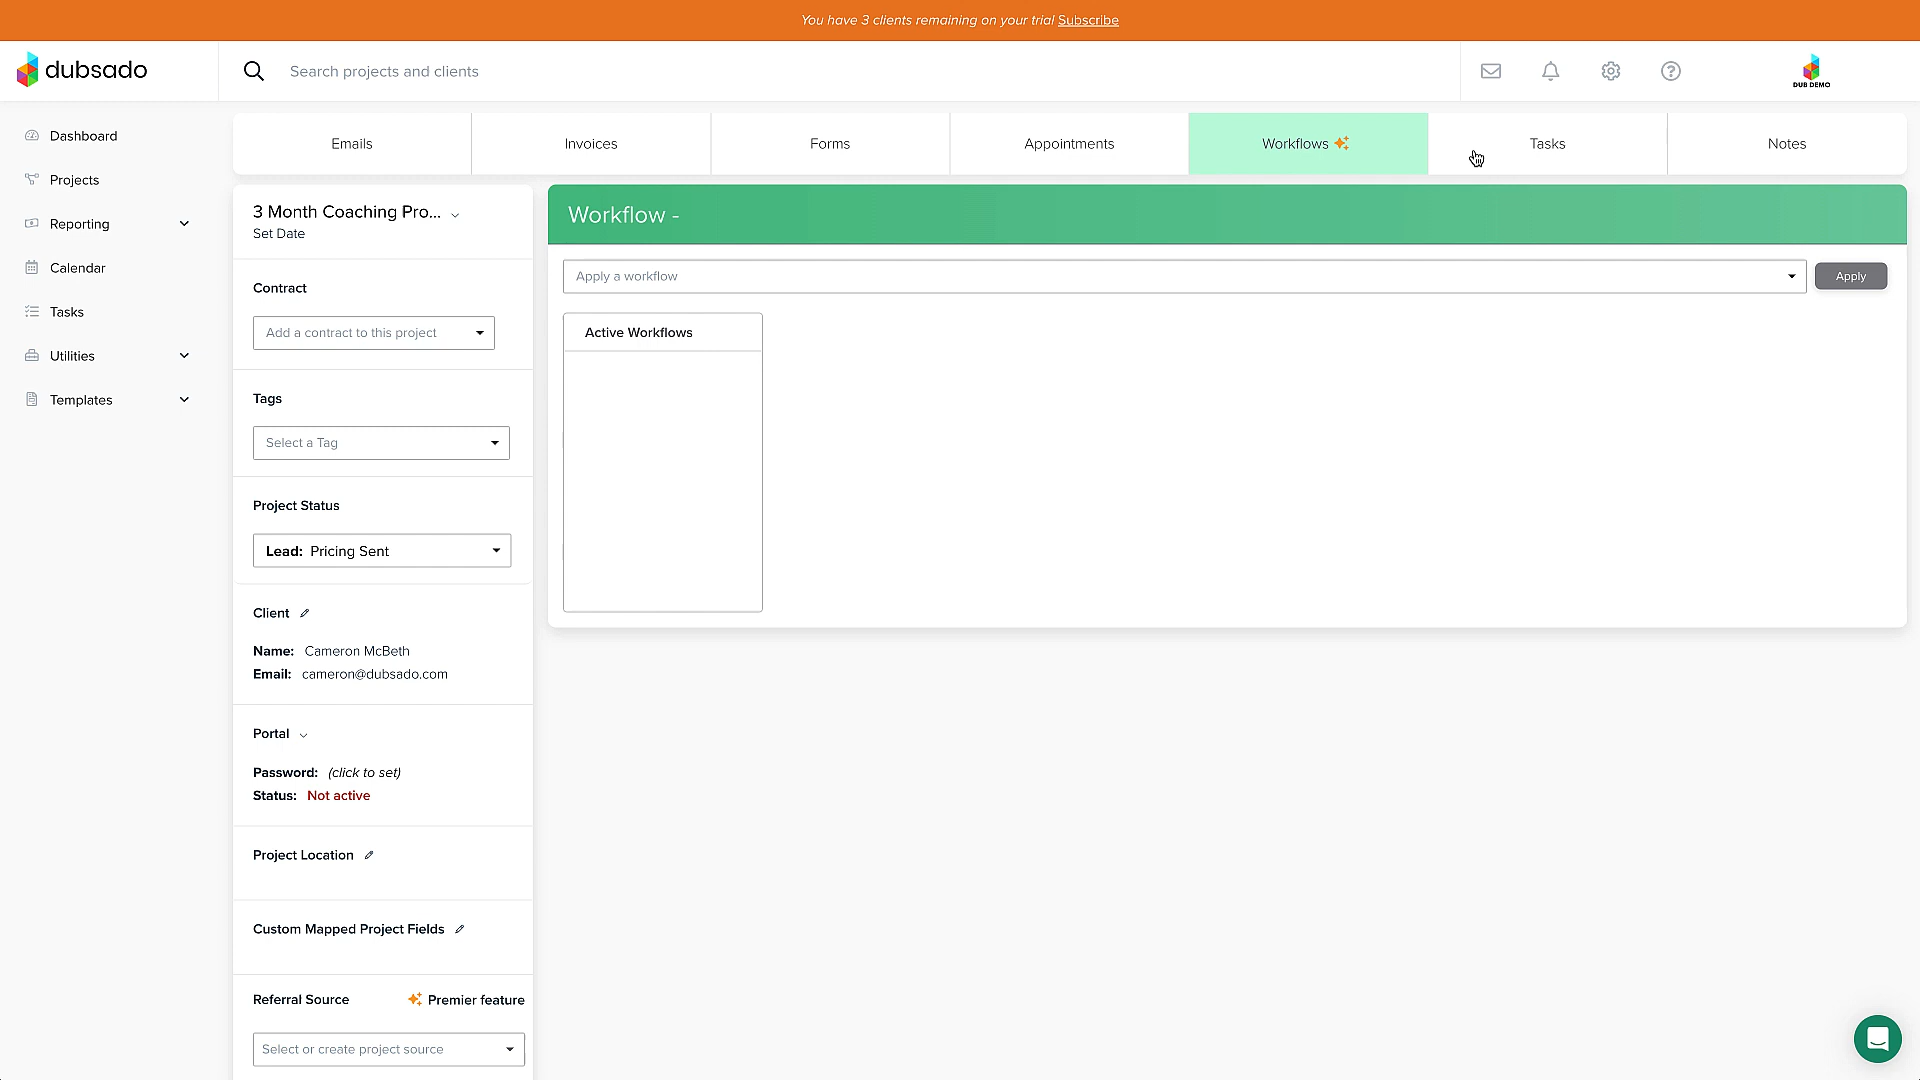 You have 3 clients remaining on your trial Subscribe
dubsado
Search projects and clients
DUB DEMO
Dashboard
Projects
Reporting
Calendar
Tasks
Utilities
Templates
Emails
Invoices
Forms
Appointments
Workflows
Tasks
Notes
3 Month Coaching Pro...
Set Date
Contract
Add a contract to this project
Tags
Select a Tag
Project Status
Lead: Pricing Sent
Client
Name: Cameron McBeth
Email: cameron@dubsado.com
Portal
Password: (click to set)
Status: Not active
Project Location
Custom Mapped Project Fields
Referral Source
Premier feature
Select or create project source
Workflow -
Apply a workflow
Apply
Active Workflows